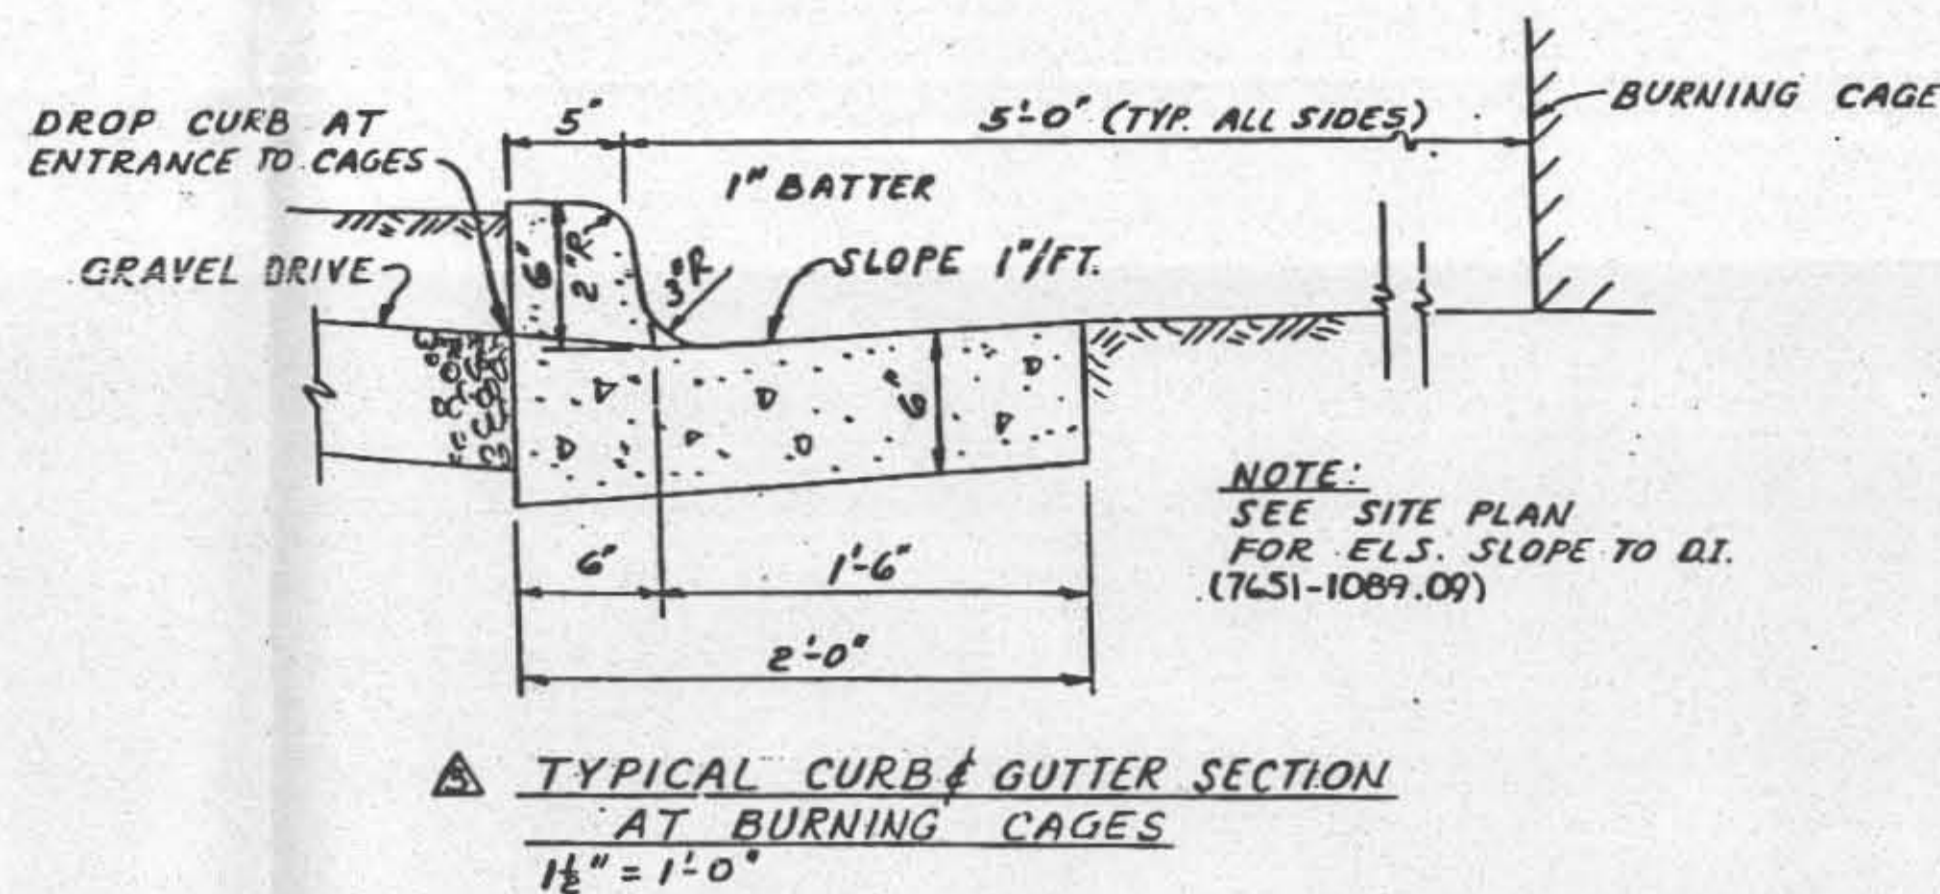 DROP CURB AT
ENTRANCE TO CAGES
5"
5'-0" (TYP. ALL SIDES)
BURNING CAGE
1" BATTER
GRAVEL DRIVE
6"
2"R
3"R
SLOPE 1"/FT.
6"
NOTE:
SEE SITE PLAN
FOR ELS. SLOPE TO D.I.
(7651-1089.09)
6"
1'-6"
2'-0"
TYPICAL CURB & GUTTER SECTION
AT BURNING CAGES
1½" = 1'-0"